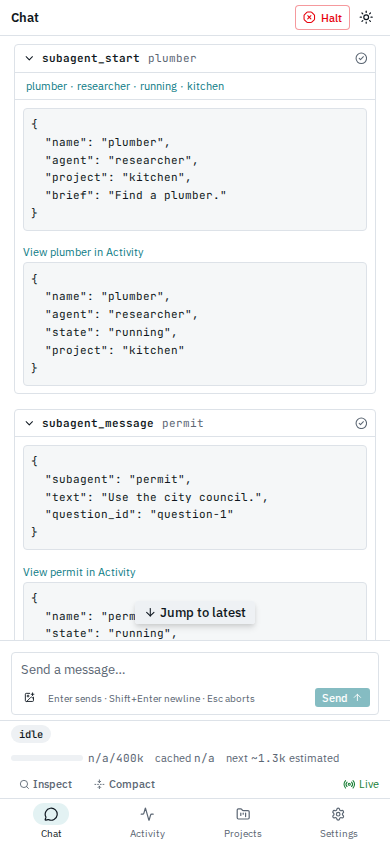 Chat
Halt
subagent_start plumber
plumber · researcher · running · kitchen
{
"name": "plumber",
"agent": "researcher",
"project": "kitchen",
"brief": "Find a plumber."
}
View plumber in Activity
{
"name": "plumber",
"agent": "researcher",
"state": "running",
"project": "kitchen"
}
subagent_message permit
{
"subagent": "permit",
"text": "Use the city council.",
"question_id": "question-1"
}
View permit in Activity
{
"name": "perm
Jump to latest
"state": "running",
Send a message...
Enter sends · Shift+Enter newline · Esc aborts
Send
idle
n/a/400k cached n/a next ~1.3k estimated
Inspect Compact Live
Chat Activity Projects Settings